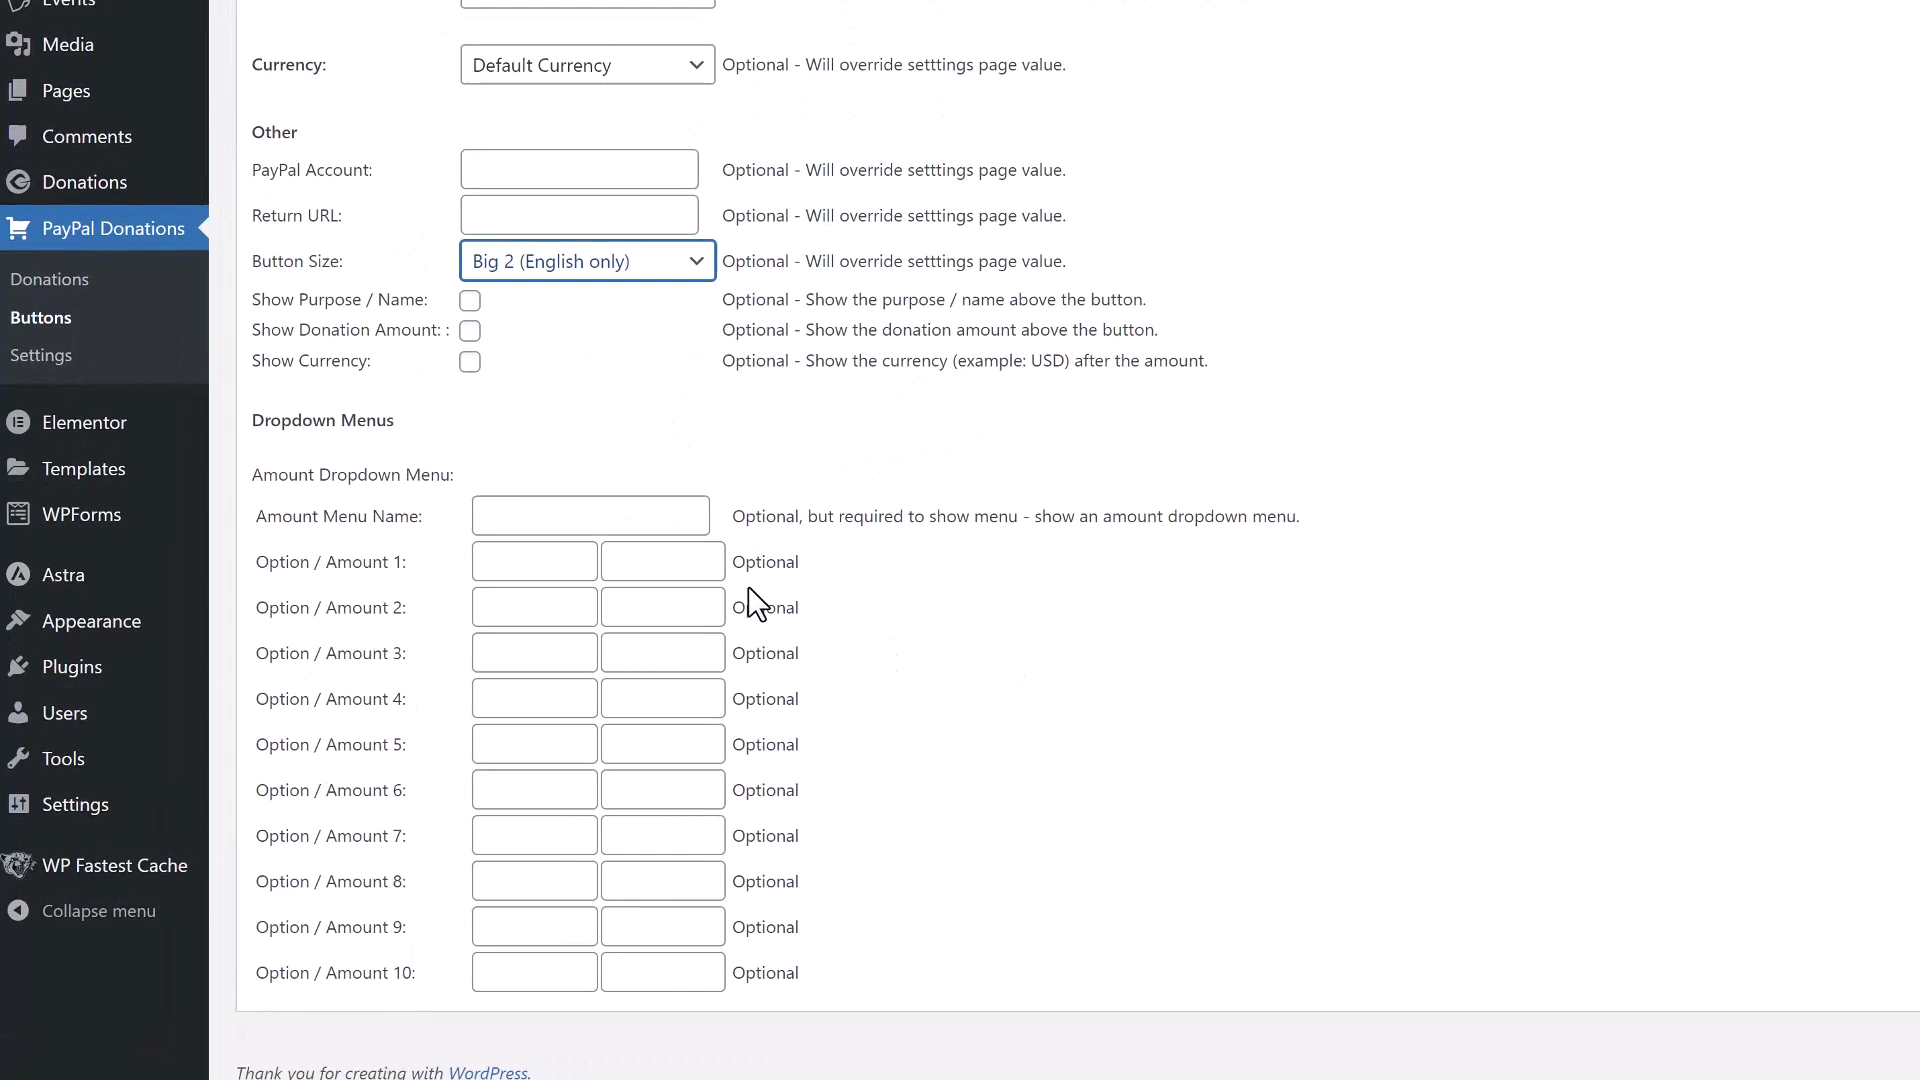 Events
Media
Pages
Comments
Donations
PayPal Donations
Donations
Buttons
Settings
Elementor
Templates
WPForms
Astra
Appearance
Plugins
Users
Tools
Settings
WP Fastest Cache
Collapse menu
Currency: Default Currency Optional - Will override setttings page value.
Other
PayPal Account: Optional - Will override setttings page value.
Return URL: Optional - Will override setttings page value.
Button Size: Big 2 (English only) Optional - Will override setttings page value.
Show Purpose / Name: Optional - Show the purpose / name above the button.
Show Donation Amount: : Optional - Show the donation amount above the button.
Show Currency: Optional - Show the currency (example: USD) after the amount.
Dropdown Menus
Amount Dropdown Menu:
Amount Menu Name: Optional, but required to show menu - show an amount dropdown menu.
Option / Amount 1: Optional
Option / Amount 2: Optional
Option / Amount 3: Optional
Option / Amount 4: Optional
Option / Amount 5: Optional
Option / Amount 6: Optional
Option / Amount 7: Optional
Option / Amount 8: Optional
Option / Amount 9: Optional
Option / Amount 10: Optional
Thank you for creating with WordPress.